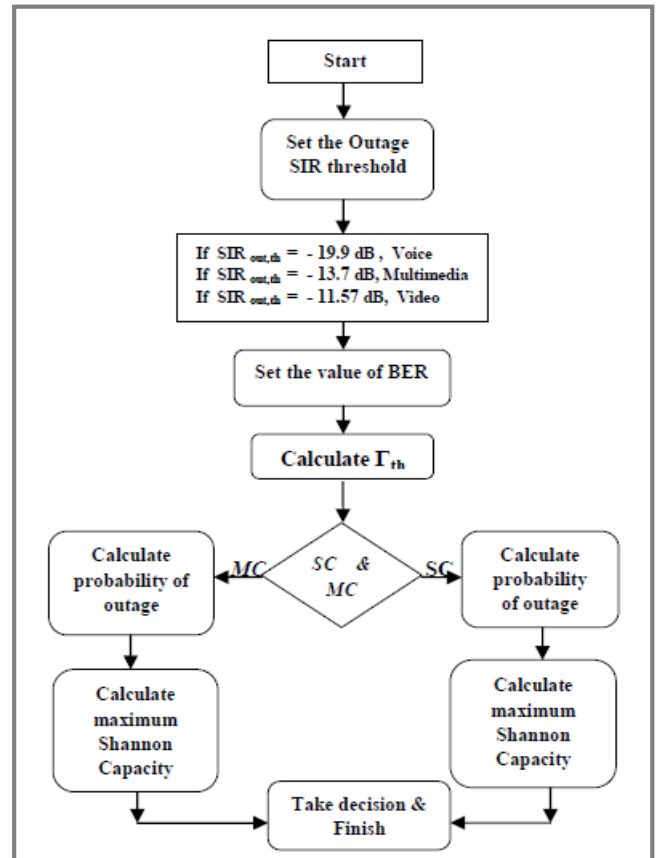 Start
Set the Outage
SIR threshold
If SIR out,th = - 19.9 dB , Voice
If SIR out,th = - 13.7 dB, Multimedia
If SIR out,th = - 11.57 dB, Video
Set the value of BER
Calculate Γth
Calculate
probability of
outage
MC
SC &
MC
SC
Calculate
probability
of outage
Calculate
maximum
Shannon
Capacity
Calculate
maximum
Shannon
Capacity
Take decision &
Finish